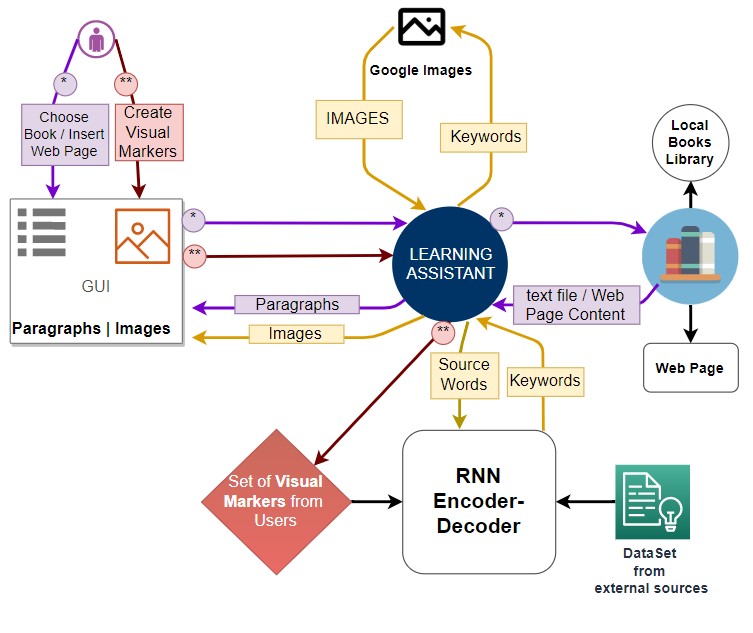 Google Images
*
**
Choose
Book / Insert
Web Page
Create
Visual
Markers
IMAGES
Keywords
Local
Books
Library
*
**
*
LEARNING
ASSISTANT
GUI
Paragraphs | Images
Paragraphs
Images
text file / Web
Page Content
**
Source
Words
Keywords
Web Page
Set of Visual
Markers from
Users
RNN
Encoder-
Decoder
DataSet
from
external sources